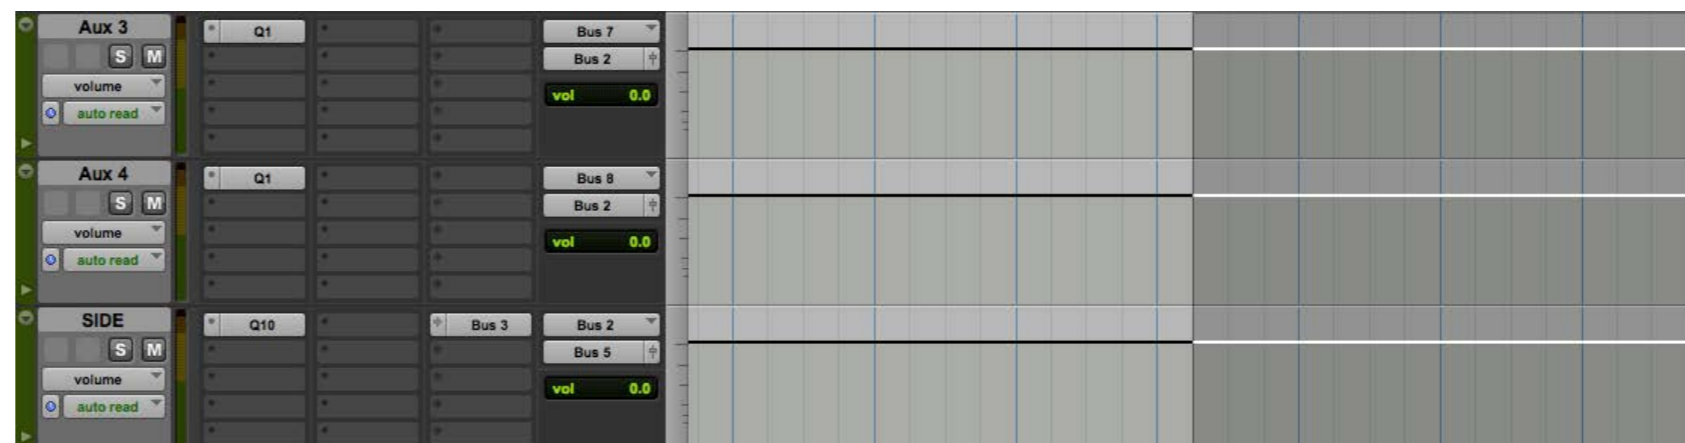 Aux 3
Q1
Bus 7
S M
Bus 2
volume
vol 0.0
auto read
Aux 4
Q1
Bus 8
S M
Bus 2
volume
vol 0.0
auto read
SIDE
Q10
Bus 3
Bus 2
S M
Bus 5
volume
vol 0.0
auto read